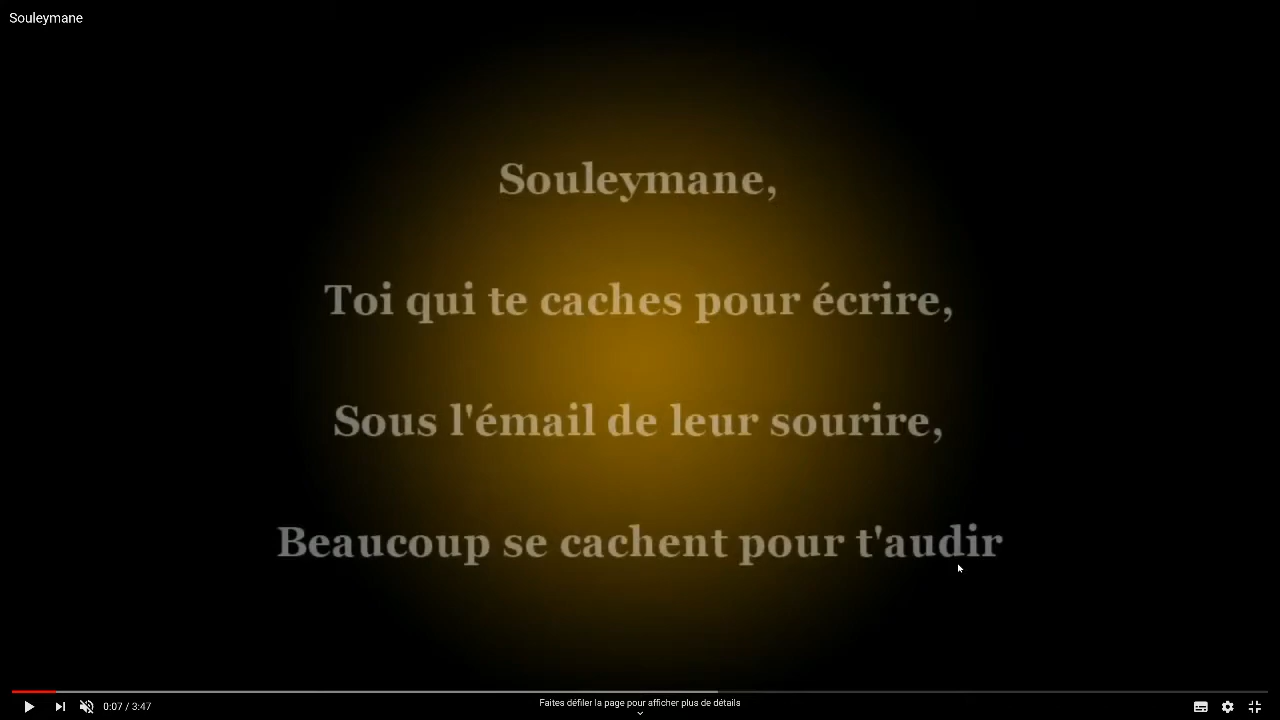 Souleymane
Souleymane,
Toi qui te caches pour écrire,
Sous l'émail de leur sourire,
Beaucoup se cachent pour t'audir
0:07 / 3:47
Faites défiler la page pour afficher plus de détails